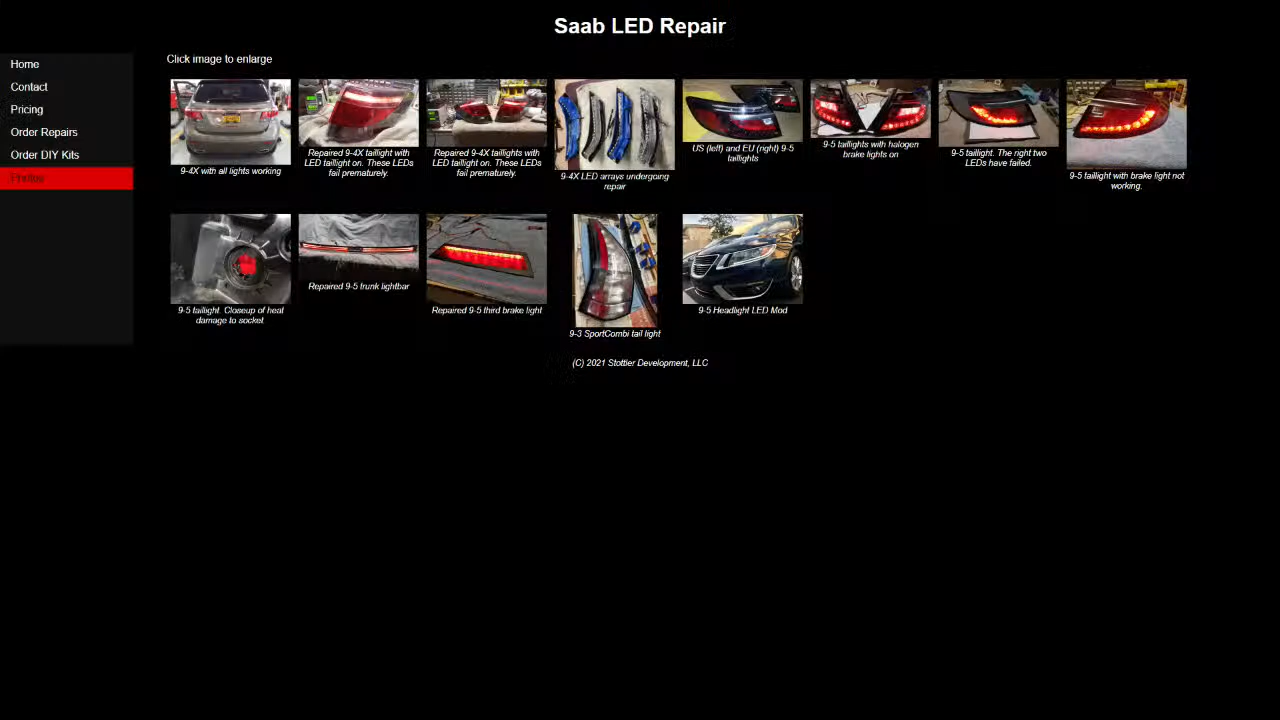 Saab LED Repair
Home
Contact
Pricing
Order Repairs
Order DIY Kits
Photos
Click image to enlarge
9-4X with all lights working
Repaired 9-4X taillight with
LED taillight on. These LEDs
fail prematurely.
Repaired 9-4X taillights with
LED taillight on. These LEDs
fail prematurely.
9-4X LED arrays undergoing
repair
US (left) and EU (right) 9-5
taillights
9-5 taillights with halogen
brake lights on
9-5 taillight. The right two
LEDs have failed.
9-5 taillight with brake light not
working.
9-5 taillight. Closeup of heat
damage to socket.
Repaired 9-5 trunk lightbar
Repaired 9-5 third brake light
9-3 SportCombi tail light
9-5 Headlight LED Mod
(C) 2021 Stottler Development, LLC